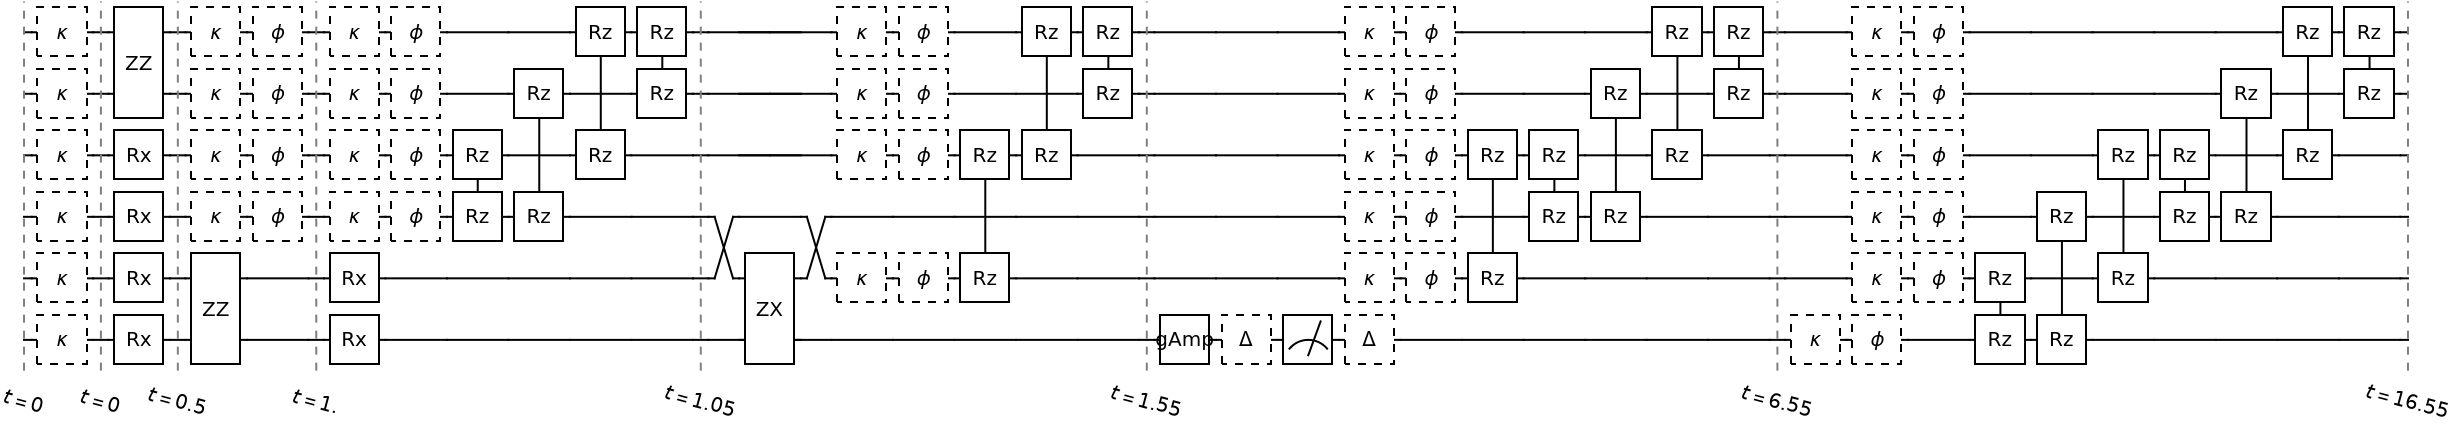 κ κ ϕ κ ϕ Rz Rz κ ϕ Rz Rz κ ϕ Rz Rz κ ϕ Rz Rz
ZZ
κ κ ϕ κ ϕ Rz Rz κ ϕ Rz κ ϕ Rz Rz κ ϕ Rz Rz
κ Rx κ ϕ κ ϕ Rz Rz κ ϕ Rz Rz κ ϕ Rz Rz Rz κ ϕ Rz Rz Rz
κ Rx κ ϕ κ ϕ Rz Rz κ ϕ Rz Rz κ ϕ Rz Rz Rz
κ Rx Rx κ ϕ Rz κ ϕ Rz κ ϕ Rz Rz
ZZ ZX
κ Rx Rx gAmp Δ Δ κ ϕ Rz Rz
t = 0 t = 0 t = 0.5 t = 1. t = 1.05 t = 1.55 t = 6.55 t = 16.55